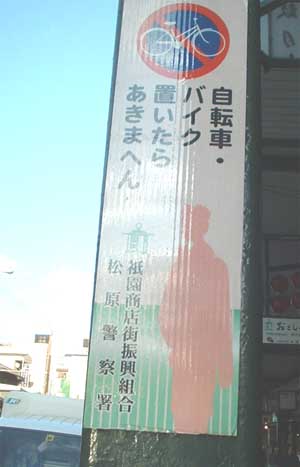 自転車・
バイク
置いたら
あきまへん
祇園商店街振興組合
松原警察署